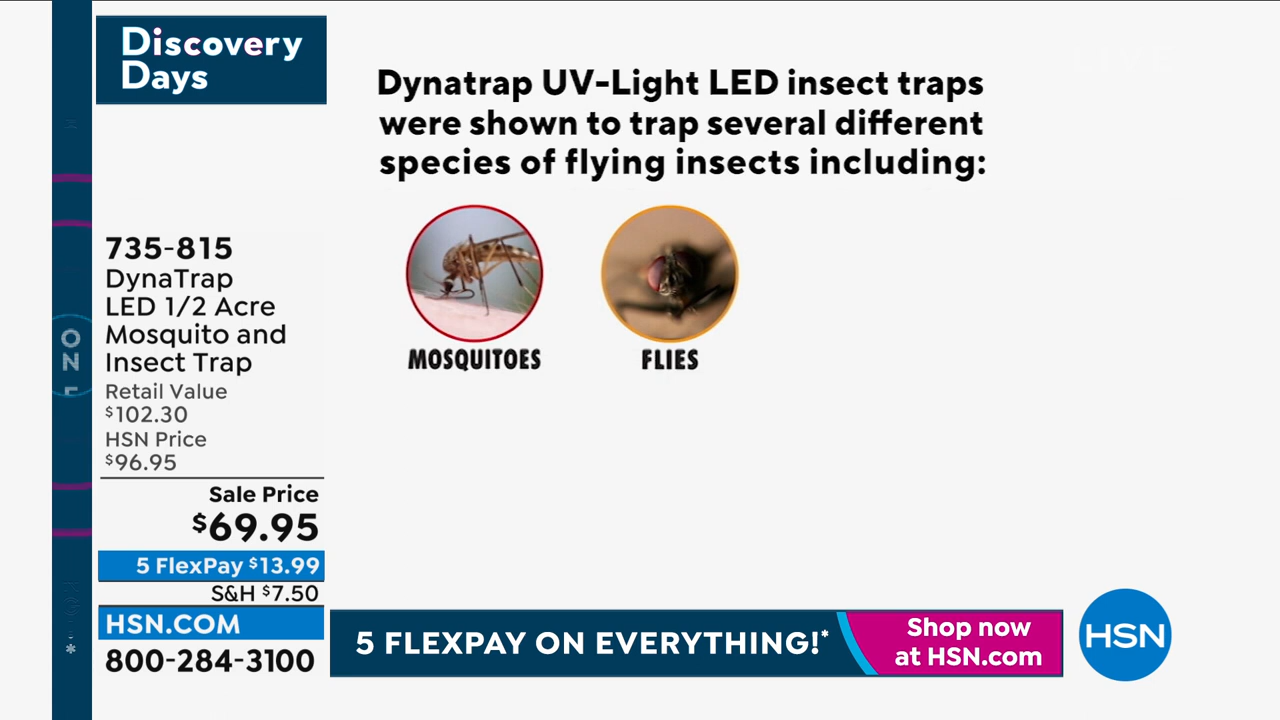 Discovery
Days
Dynatrap UV-Light LED insect traps
were shown to trap several different
species of flying insects including:
MOSQUITOES
FLIES
735-815
DynaTrap
LED 1/2 Acre
Mosquito and
Insect Trap
Retail Value
$102.30
HSN Price
$96.95
Sale Price
$69.95
5 FlexPay $13.99
S&H $7.50
HSN.COM
800-284-3100
5 FLEXPAY ON EVERYTHING!*
Shop now
at HSN.com
HSN